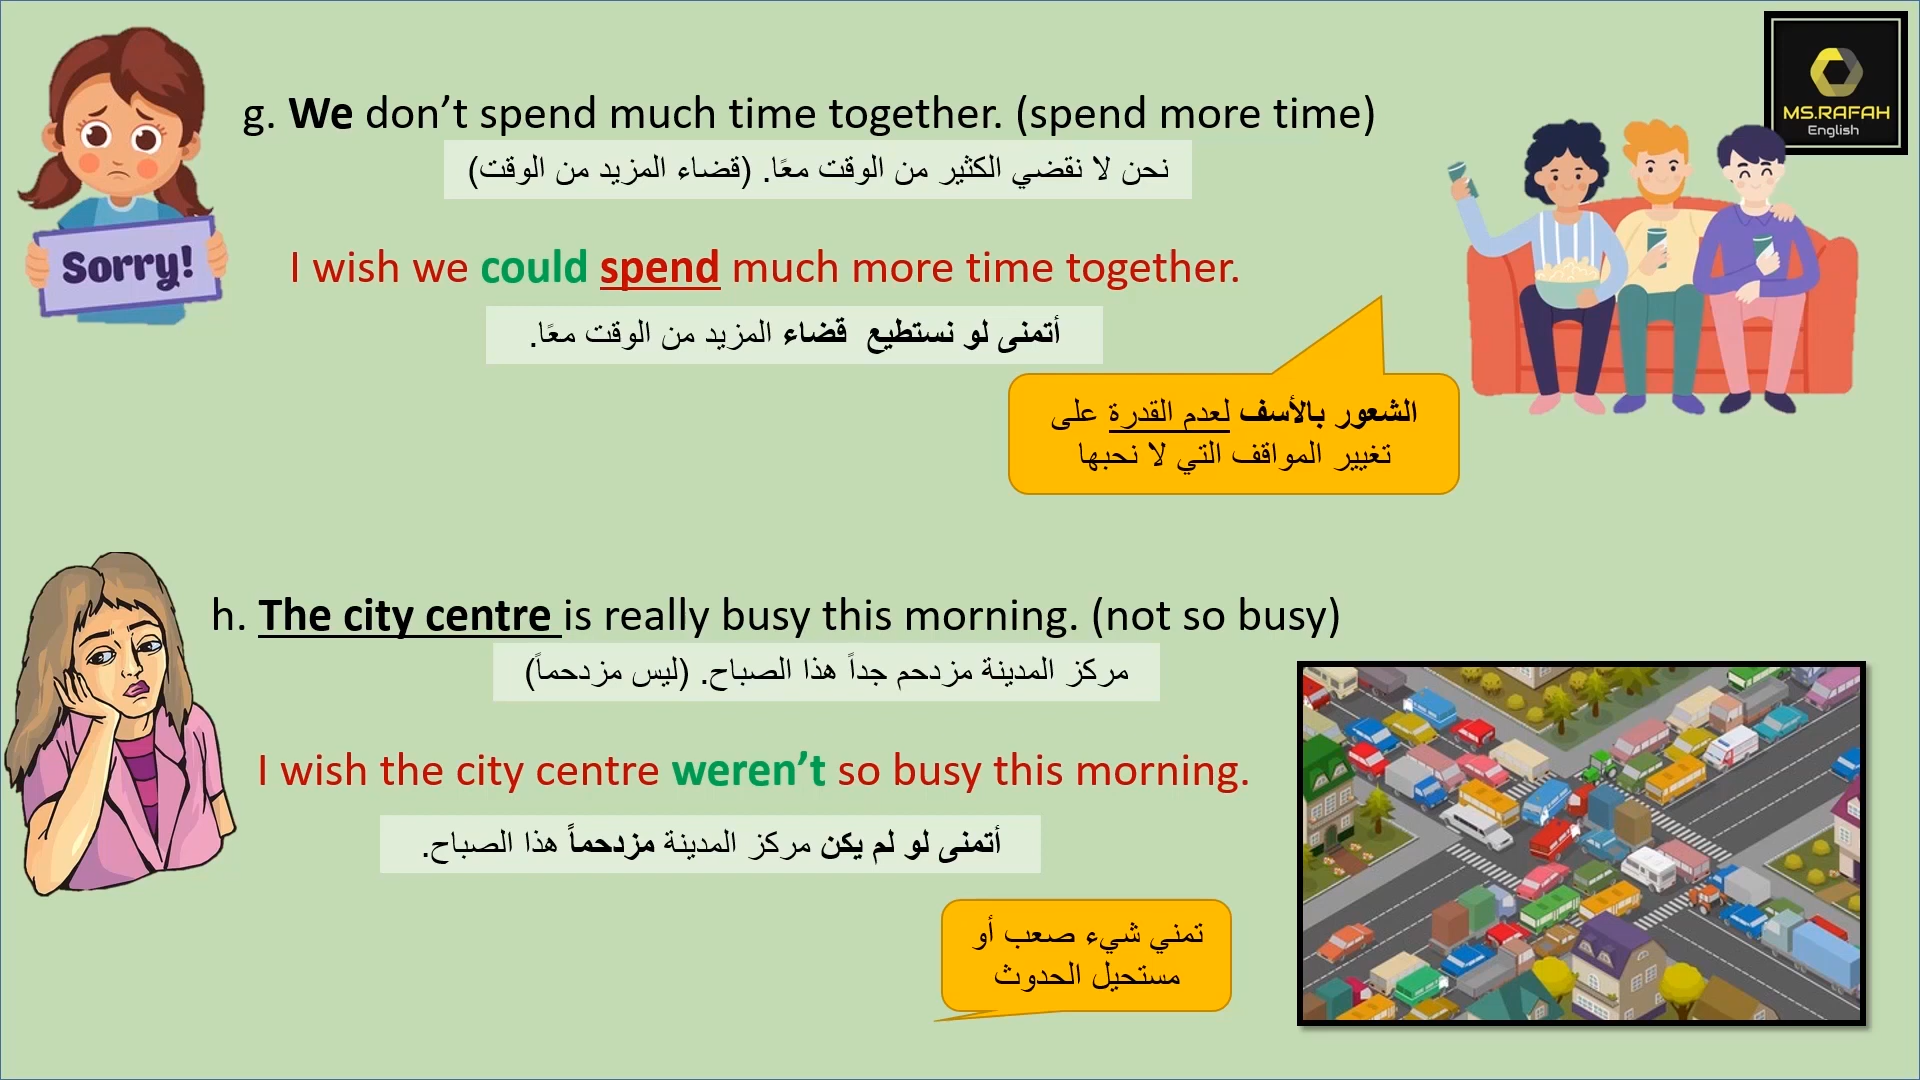 MS.RAFAH
English
g. We don’t spend much time together. (spend more time)
نحن لا نقضي الكثير من الوقت معًا. (قضاء المزيد من الوقت)
Sorry!
I wish we could spend much more time together.
أتمنى لو نستطيع قضاء المزيد من الوقت معًا.
الشعور بالأسف لعدم القدرة على
تغيير المواقف التي لا نحبها
h. The city centre is really busy this morning. (not so busy)
مركز المدينة مزدحم جداً هذا الصباح. (ليس مزدحماً)
I wish the city centre weren’t so busy this morning.
أتمنى لو لم يكن مركز المدينة مزدحماً هذا الصباح.
تمني شيء صعب أو
مستحيل الحدوث